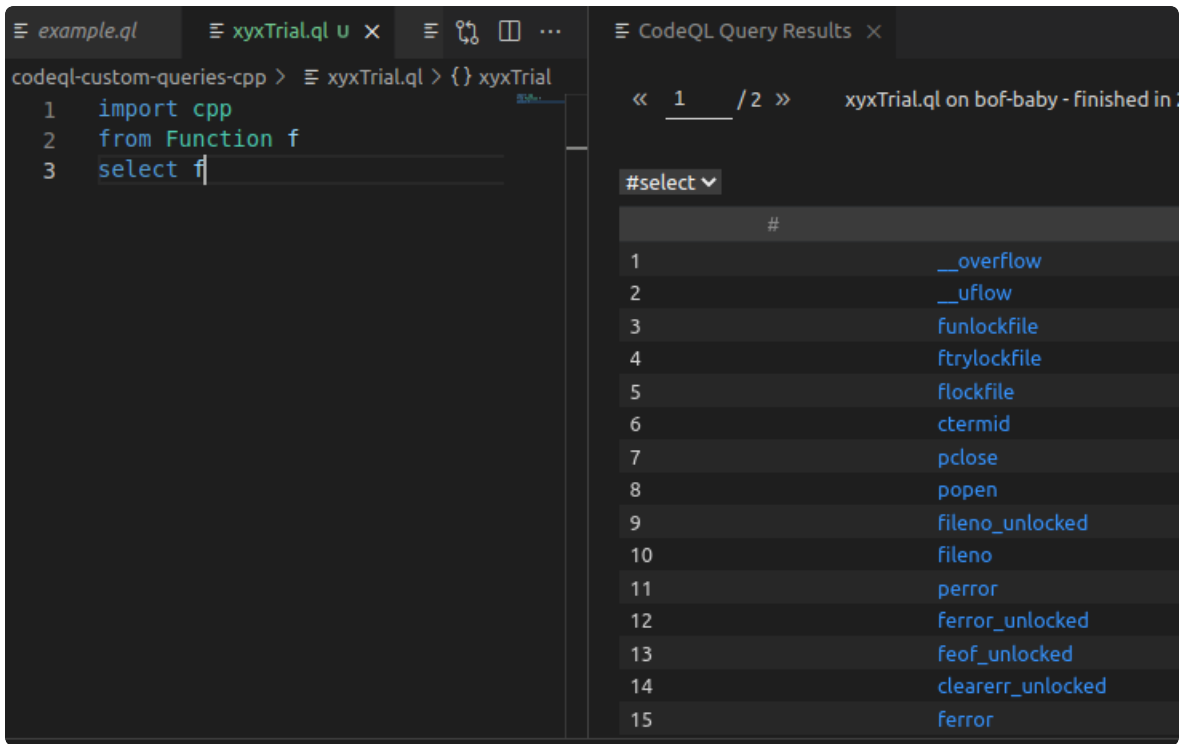 example.ql xyxTrial.ql U
codeql-custom-queries-cpp > xyxTrial.ql > {} xyxTrial
1 import cpp
2 from Function f
3 select f
CodeQL Query Results
« 1 / 2 » xyxTrial.ql on bof-baby - finished in
#select
#
1 __overflow
2 __uflow
3 funlockfile
4 ftrylockfile
5 flockfile
6 ctermid
7 pclose
8 popen
9 fileno_unlocked
10 fileno
11 perror
12 ferror_unlocked
13 feof_unlocked
14 clearerr_unlocked
15 ferror